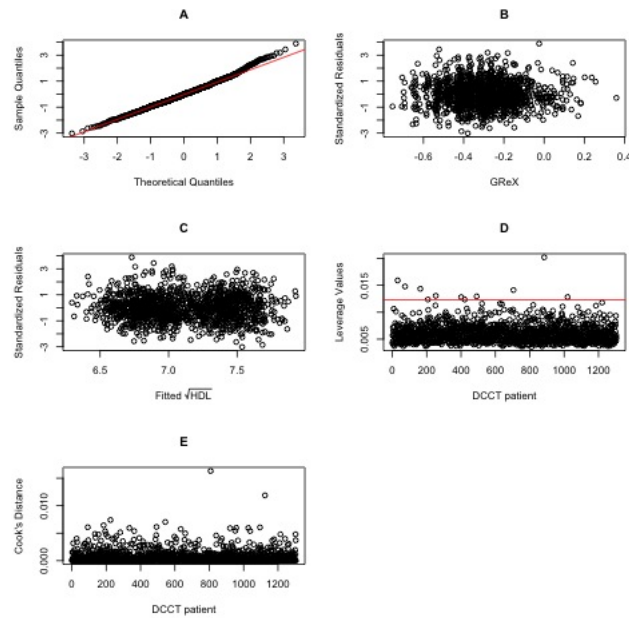 A
Sample Quantiles
-3 -1 1 3
-3 -2 -1 0 1 2 3
Theoretical Quantiles
B
Standardized Residuals
-3 -1 1 3
-0.6 -0.4 -0.2 0.0 0.2 0.4
GReX
C
Standardized Residuals
-3 -1 1 3
6.5 7.0 7.5
Fitted √HDL
D
Leverage Values
0.005 0.015
0 200 400 600 800 1000 1200
DCCT patient
E
Cook's Distance
0.000 0.010
0 200 400 600 800 1000 1200
DCCT patient